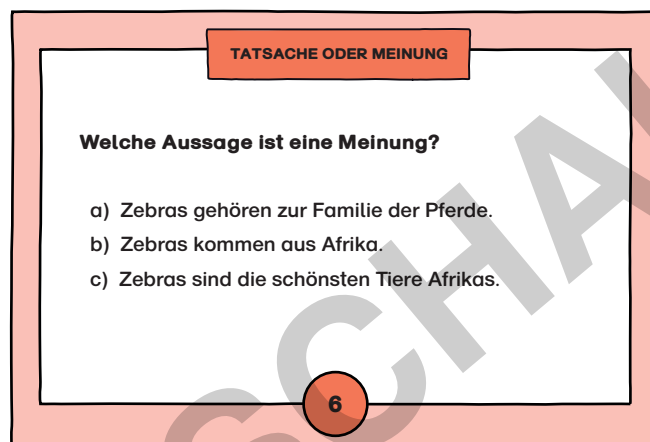 TATSACHE ODER MEINUNG
Welche Aussage ist eine Meinung?
a) Zebras gehören zur Familie der Pferde.
b) Zebras kommen aus Afrika.
c) Zebras sind die schönsten Tiere Afrikas.
6
SCHAU